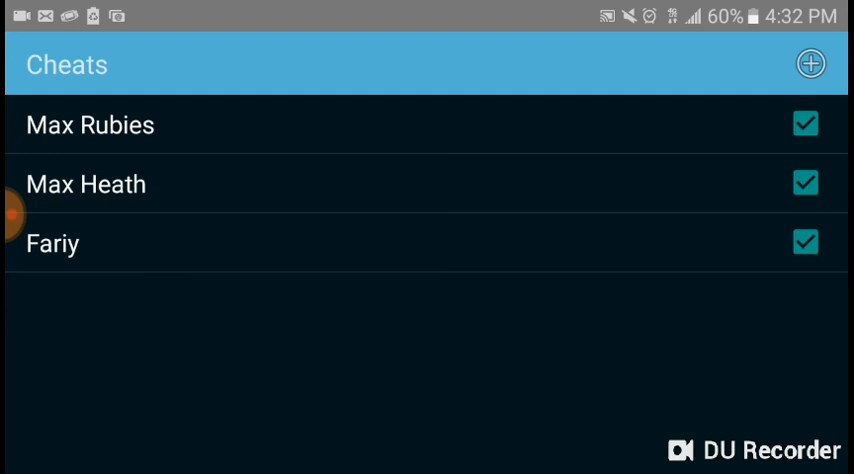 60% 4:32 PM
Cheats
Max Rubies
Max Heath
Fariy
DU Recorder